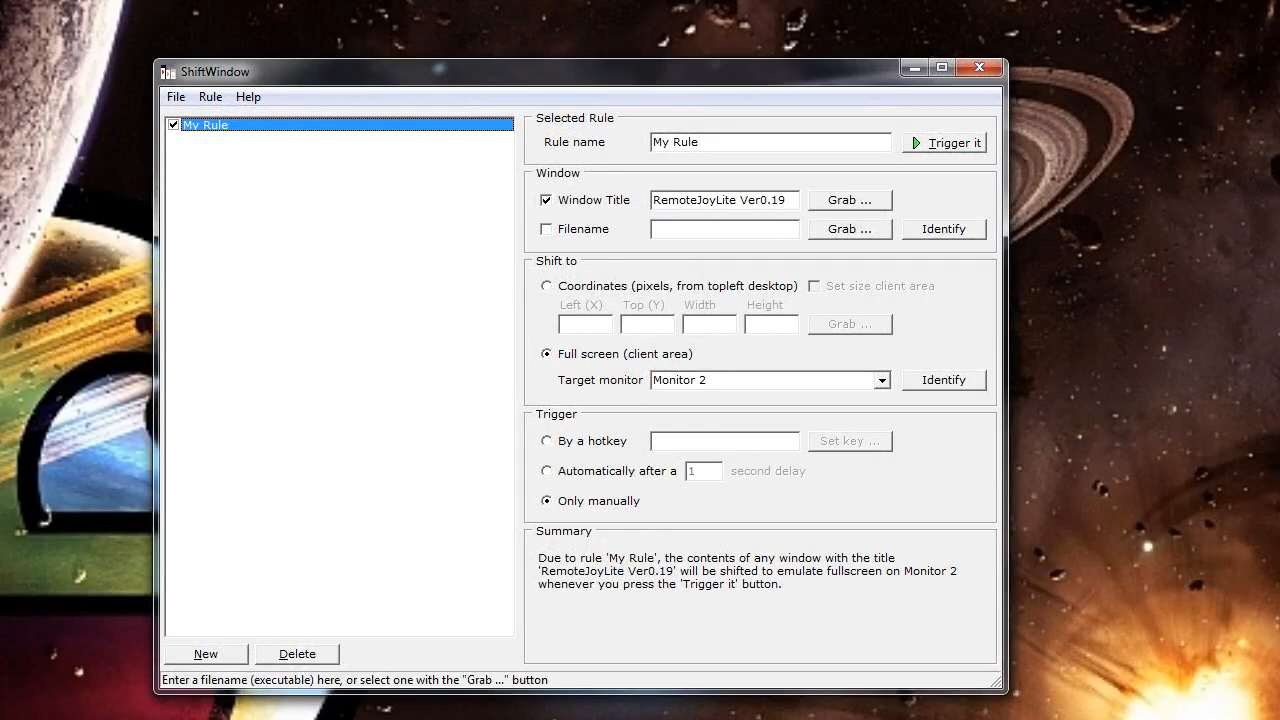 ShiftWindow
File Rule Help
My Rule
Selected Rule
Rule name My Rule Trigger it
Window
Window Title RemoteJoyLite Ver0.19 Grab ...
Filename Grab ... Identify
Shift to
Coordinates (pixels, from topleft desktop) Set size client area
Left (X) Top (Y) Width Height
Grab ...
Full screen (client area)
Target monitor Monitor 2 Identify
Trigger
By a hotkey Set key ...
Automatically after a 1 second delay
Only manually
Summary
Due to rule 'My Rule', the contents of any window with the title
'RemoteJoyLite Ver0.19' will be shifted to emulate fullscreen on Monitor 2
whenever you press the 'Trigger it' button.
New Delete
Enter a filename (executable) here, or select one with the "Grab ..." button